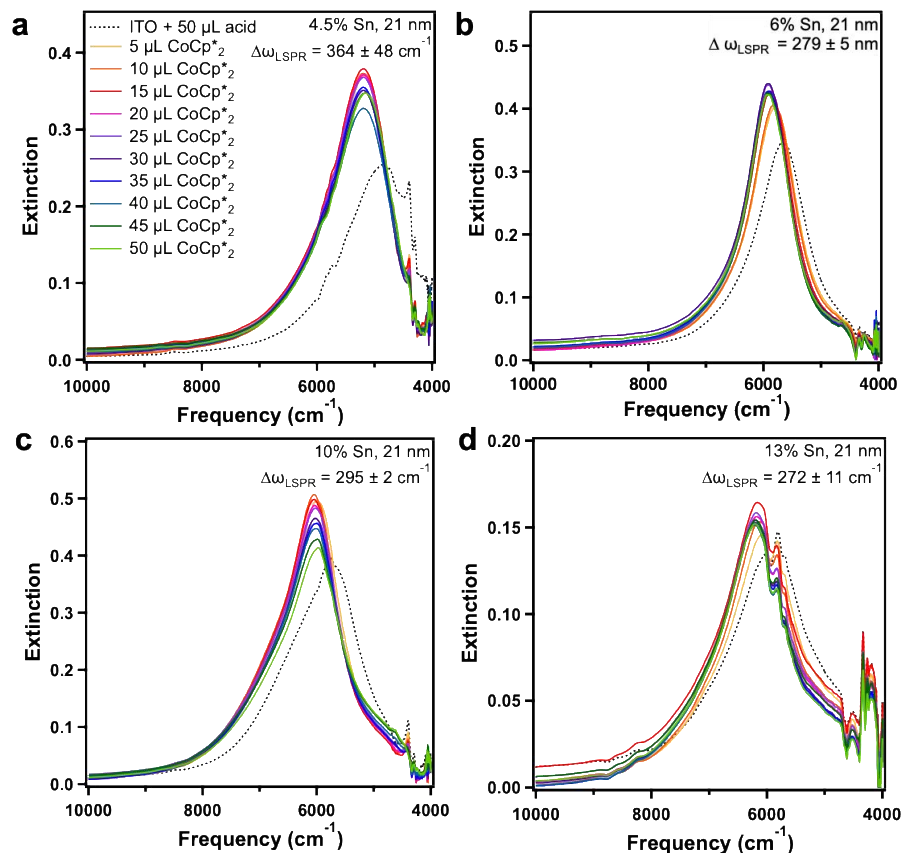 a
ITO + 50 µL acid
5 µL CoCp*₂
10 µL CoCp*₂
15 µL CoCp*₂
20 µL CoCp*₂
25 µL CoCp*₂
30 µL CoCp*₂
35 µL CoCp*₂
40 µL CoCp*₂
45 µL CoCp*₂
50 µL CoCp*₂
4.5% Sn, 21 nm
Δω_LSPR = 364 ± 48 cm⁻¹
Extinction
0.4
0.3
0.2
0.1
0.0
10000 8000 6000 4000
Frequency (cm⁻¹)
b
6% Sn, 21 nm
Δ ω_LSPR = 279 ± 5 nm
Extinction
0.5
0.4
0.3
0.2
0.1
0.0
10000 8000 6000 4000
Frequency (cm⁻¹)
c
10% Sn, 21 nm
Δω_LSPR = 295 ± 2 cm⁻¹
Extinction
0.6
0.5
0.4
0.3
0.2
0.1
0.0
10000 8000 6000 4000
Frequency (cm⁻¹)
d
13% Sn, 21 nm
Δω_LSPR = 272 ± 11 cm⁻¹
Extinction
0.20
0.15
0.10
0.05
0.00
10000 8000 6000 4000
Frequency (cm⁻¹)